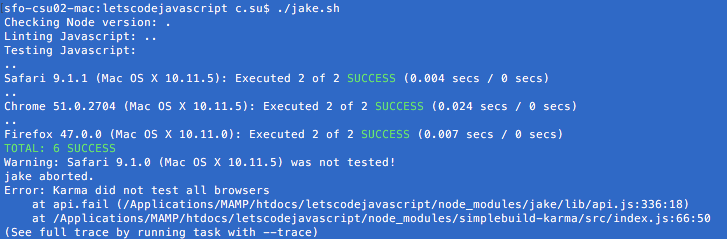 sfo-csu02-mac:letscodejavascript c.su$ ./jake.sh
Checking Node version: .
Linting Javascript: ..
Testing Javascript:
..
Safari 9.1.1 (Mac OS X 10.11.5): Executed 2 of 2 SUCCESS (0.004 secs / 0 secs)
..
Chrome 51.0.2704 (Mac OS X 10.11.5): Executed 2 of 2 SUCCESS (0.024 secs / 0 secs)
..
Firefox 47.0.0 (Mac OS X 10.11.0): Executed 2 of 2 SUCCESS (0.007 secs / 0 secs)
TOTAL: 6 SUCCESS
Warning: Safari 9.1.0 (Mac OS X 10.11.5) was not tested!
jake aborted.
Error: Karma did not test all browsers
    at api.fail (/Applications/MAMP/htdocs/letscodejavascript/node_modules/jake/lib/api.js:336:18)
    at /Applications/MAMP/htdocs/letscodejavascript/node_modules/simplebuild-karma/src/index.js:66:50
(See full trace by running task with --trace)